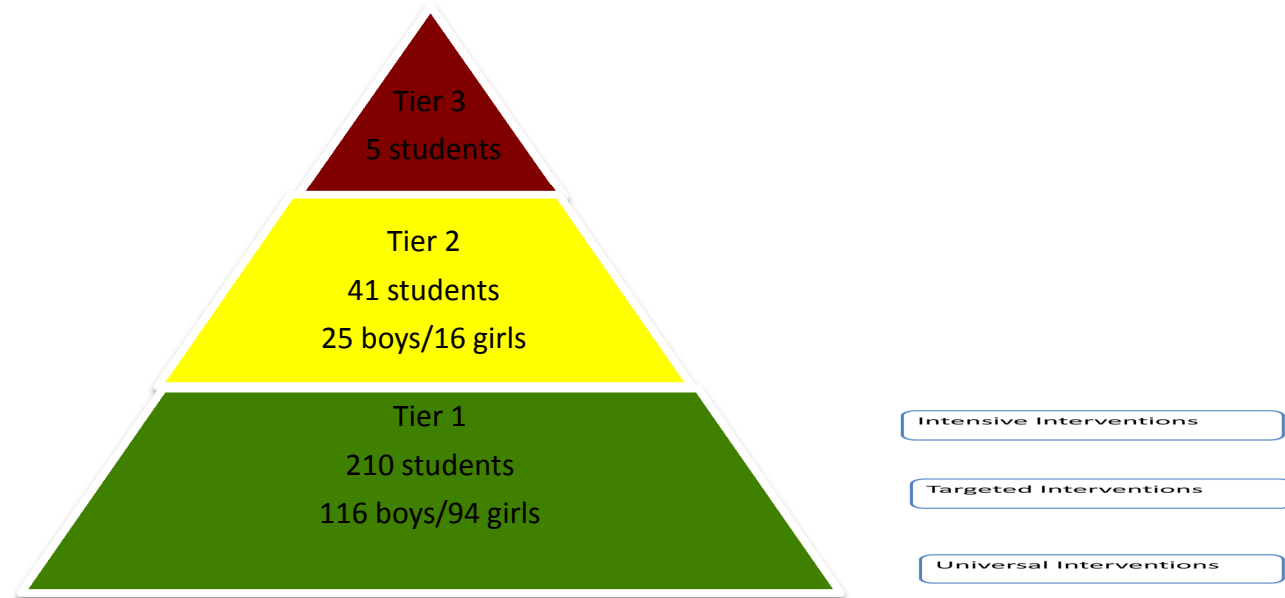 Tier 3
5 students
Tier 2
41 students
25 boys/16 girls
Tier 1
210 students
116 boys/94 girls
Intensive Interventions
Targeted Interventions
Universal Interventions